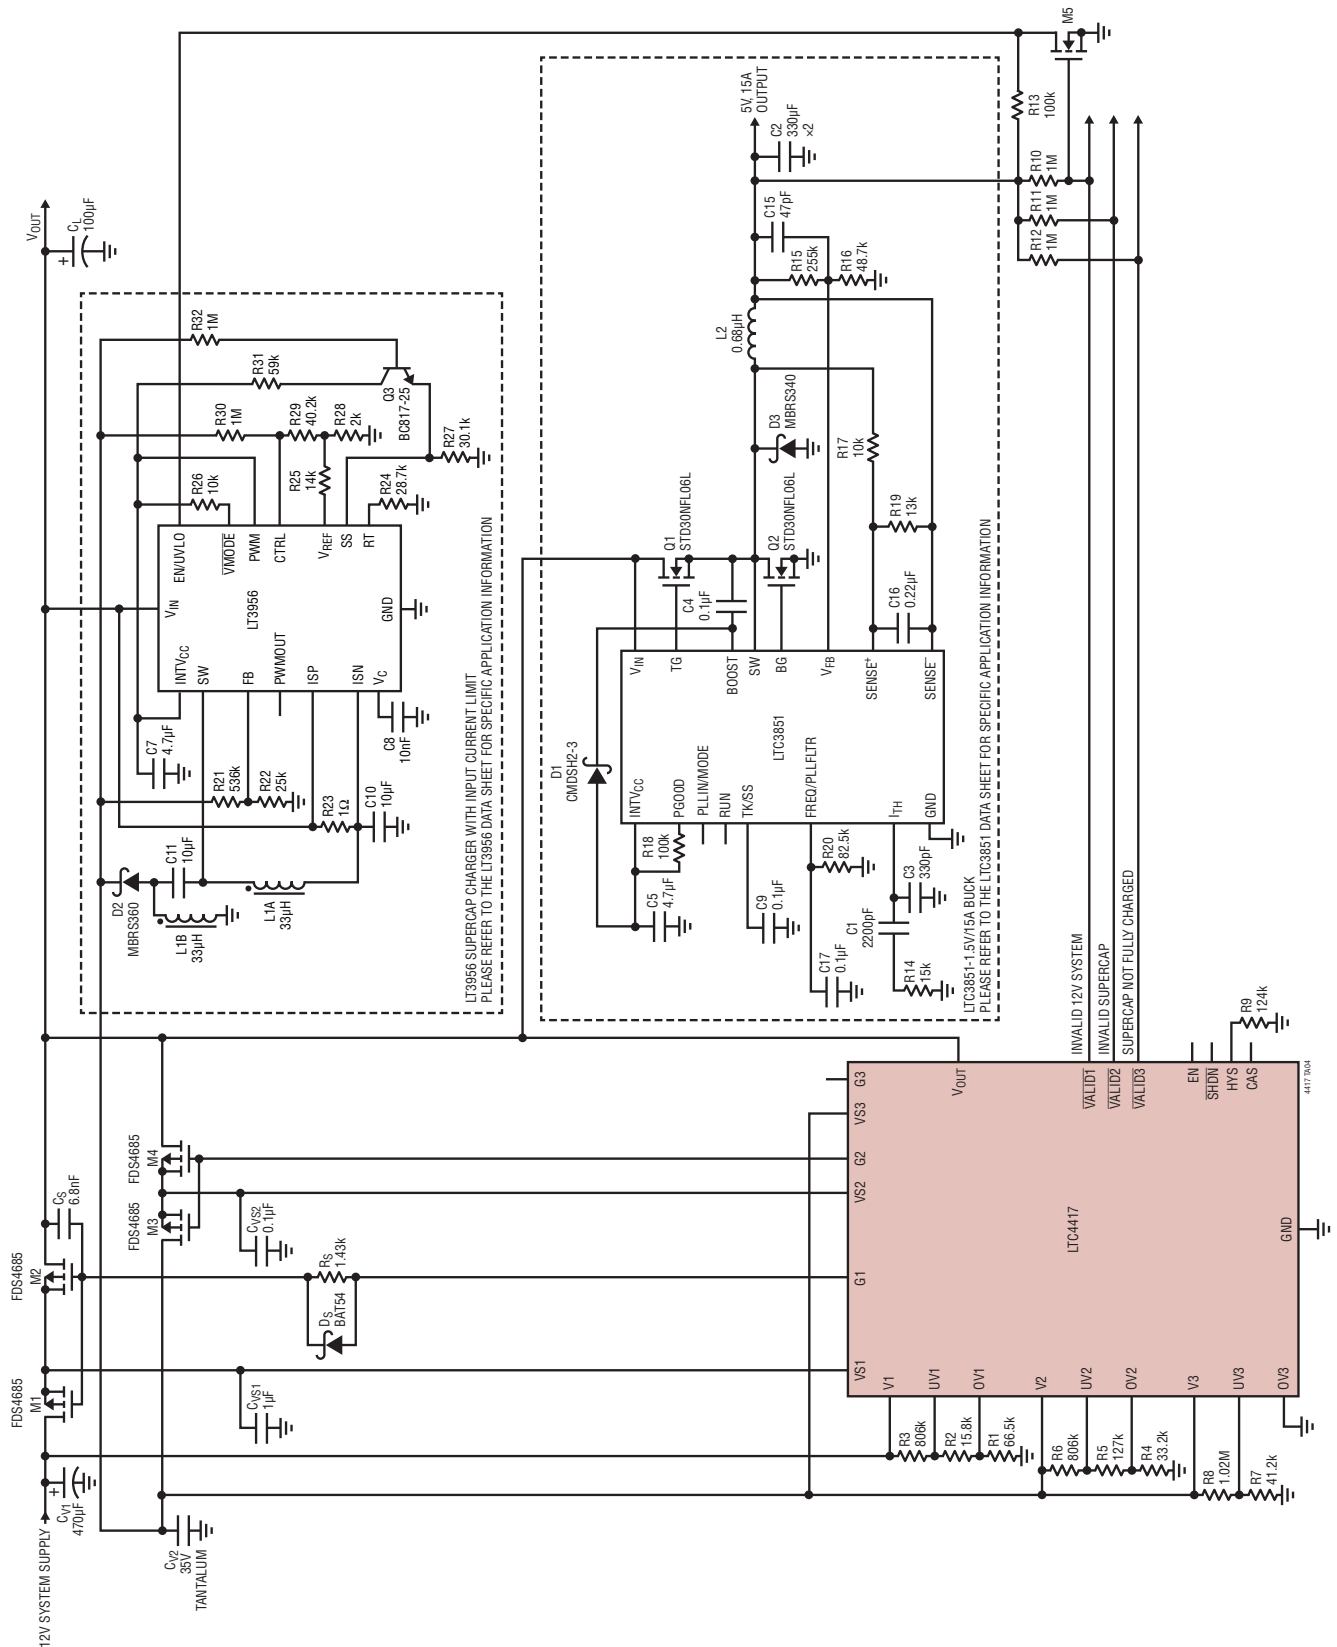 12V SYSTEM SUPPLY
CV1
470µF
+
FDS4685
M1
FDS4685
M2
CS
6.8nF
VOUT
CL
100µF
+
CV2
35V
TANTALUM
FDS4685
M3
FDS4685
M4
CVS1
1µF
CVS2
0.1µF
DS
BAT54
RS
1.43k
D2
MBRS360
L1B
33µH
C11
10µF
L1A
33µH
C7
4.7µF
R21
536k
R22
25k
R23
1Ω
C10
10µF
C8
10nF
INTVCC
SW
FB
PWMOUT
ISP
ISN
VC
VIN
LT3956
GND
EN/UVLO
VMODE
PWM
CTRL
VREF
SS
RT
R26
10k
R30
1M
R31
59k
R32
1M
R29
40.2k
R28
2k
R25
14k
R24
28.7k
R27
30.1k
Q3
BC817-25
LT3956 SUPERCAP CHARGER WITH INPUT CURRENT LIMIT
PLEASE REFER TO THE LT3956 DATA SHEET FOR SPECIFIC APPLICATION INFORMATION
D1
CMDSH2-3
C5
4.7µF
R18
100k
C9
0.1µF
C17
0.1µF
R20
82.5k
C1
2200pF
C3
330pF
R14
15k
INTVCC
PGOOD
PLLIN/MODE
RUN
TK/SS
FREQ/PLLFLTR
ITH
GND
LTC3851
VIN
TG
BOOST
SW
BG
VFB
SENSE+
SENSE–
C4
0.1µF
Q1
STD30NFL06L
Q2
STD30NFL06L
D3
MBRS340
L2
0.68µH
R17
10k
R19
13k
C16
0.22µF
R15
255k
R16
48.7k
C15
47pF
C2
330µF
×2
5V, 15A
OUTPUT
LTC3851-1.5V/15A BUCK
PLEASE REFER TO THE LTC3851 DATA SHEET FOR SPECIFIC APPLICATION INFORMATION
R13
100k
M5
R12
1M
R11
1M
R10
1M
INVALID 12V SYSTEM
INVALID SUPERCAP
SUPERCAP NOT FULLY CHARGED
VS1
G1
VS2
G2
VS3
G3
V1
UV1
OV1
V2
UV2
OV2
V3
UV3
OV3
LTC4417
GND
VOUT
VALID1
VALID2
VALID3
EN
SHDN
HYS
CAS
R3
806k
R2
15.8k
R1
66.5k
R6
806k
R5
127k
R4
33.2k
R8
1.02M
R7
41.2k
R9
124k
4417 TA04